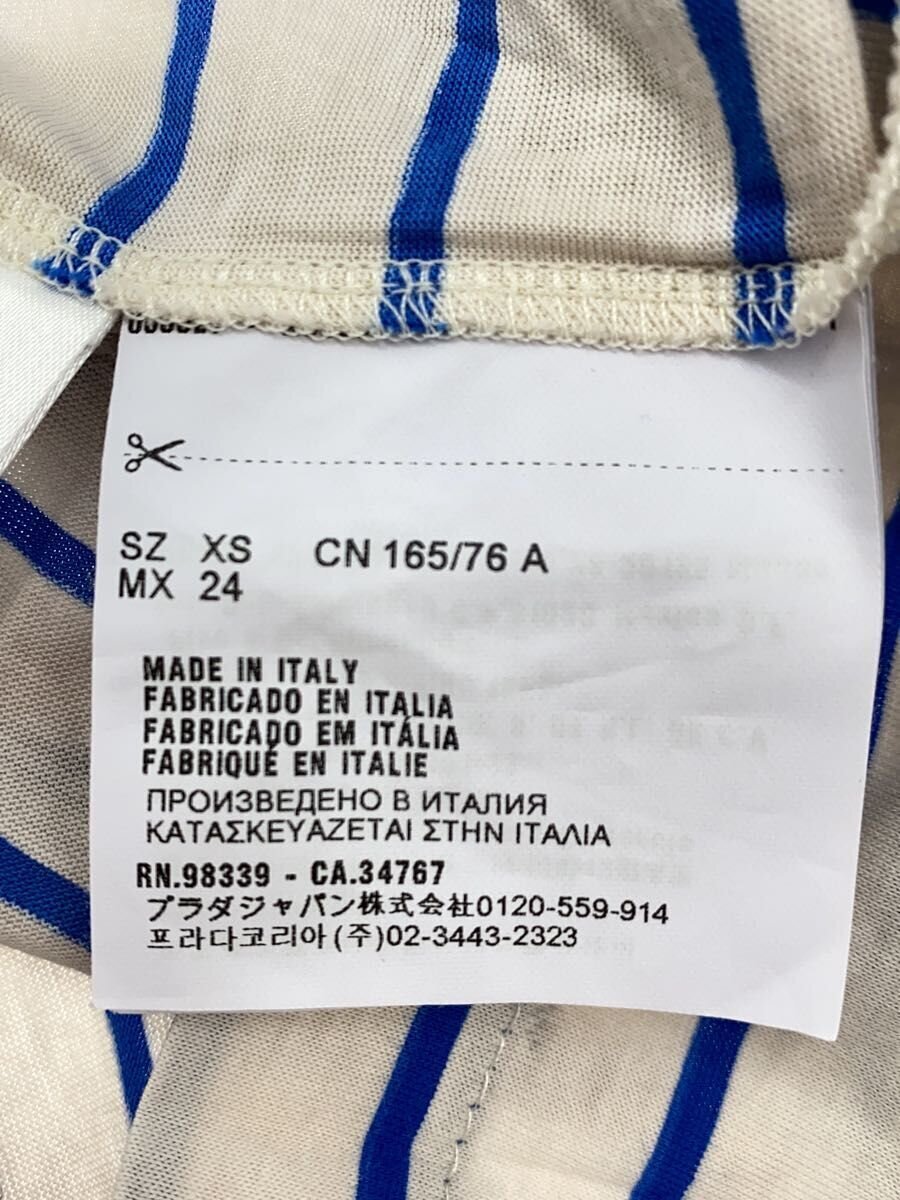 SZ XS CN 165/76 A
MX 24
MADE IN ITALY
FABRICADO EN ITALIA
FABRICADO EM ITÁLIA
FABRIQUÉ EN ITALIE
ПРОИЗВЕДЕНО В ИТАЛИЯ
ΚΑΤΑΣΚΕΥΑΖΕΤΑΙ ΣΤΗΝ ΙΤΑΛΙΑ
RN.98339 - CA.34767
プラダジャパン株式会社0120-559-914
프라다코리아(주)02-3443-2323